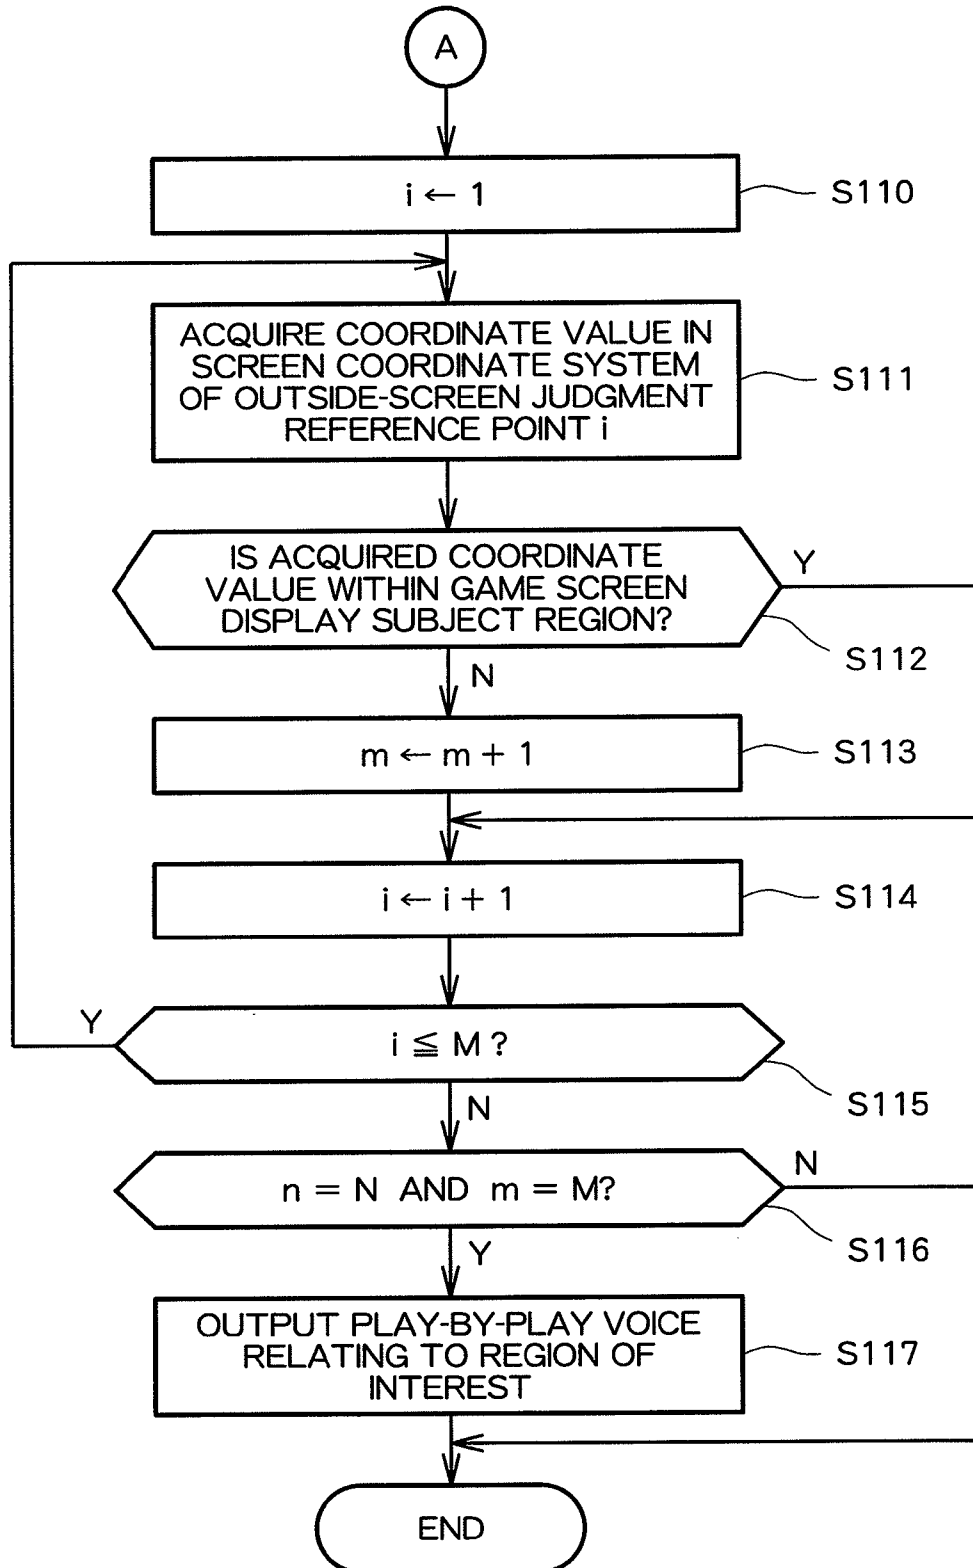 A
i ← 1
S110
ACQUIRE COORDINATE VALUE IN
SCREEN COORDINATE SYSTEM
OF OUTSIDE-SCREEN JUDGMENT
REFERENCE POINT i
S111
IS ACQUIRED COORDINATE
VALUE WITHIN GAME SCREEN
DISPLAY SUBJECT REGION?
Y
S112
N
m ← m + 1
S113
i ← i + 1
S114
Y
i ≦ M ?
S115
N
n = N AND m = M?
N
S116
Y
OUTPUT PLAY-BY-PLAY VOICE
RELATING TO REGION OF
INTEREST
S117
END